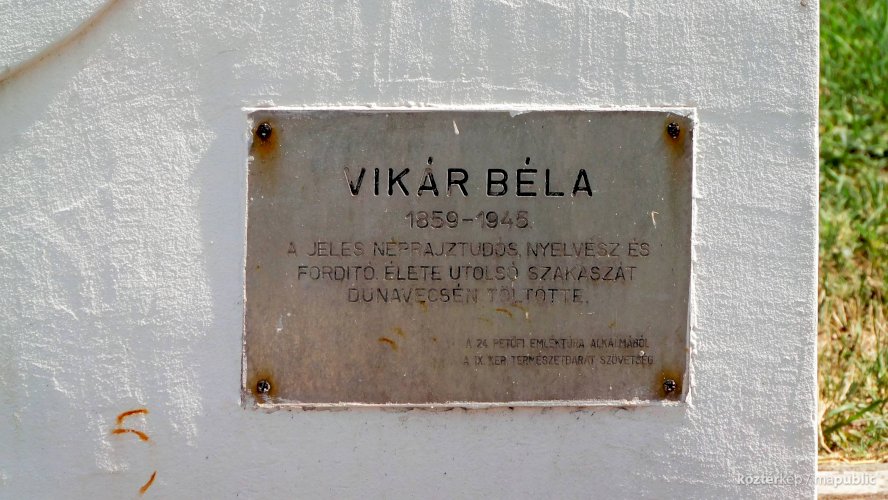 VIKÁR BÉLA
1859-1945
A JELES NÉPRAJZTUDÓS, NYELVÉSZ ÉS
FORDITÓ, ÉLETE UTOLSÓ SZAKASZÁT
DUNAVECSÉN TÖLTÖTTE.
A 24. PETŐFI EMLÉKTÚRA ALKALMÁBÓL
A IX. KER. TERMÉSZETBARÁT SZÖVETSÉG
köztérkép / mapublic